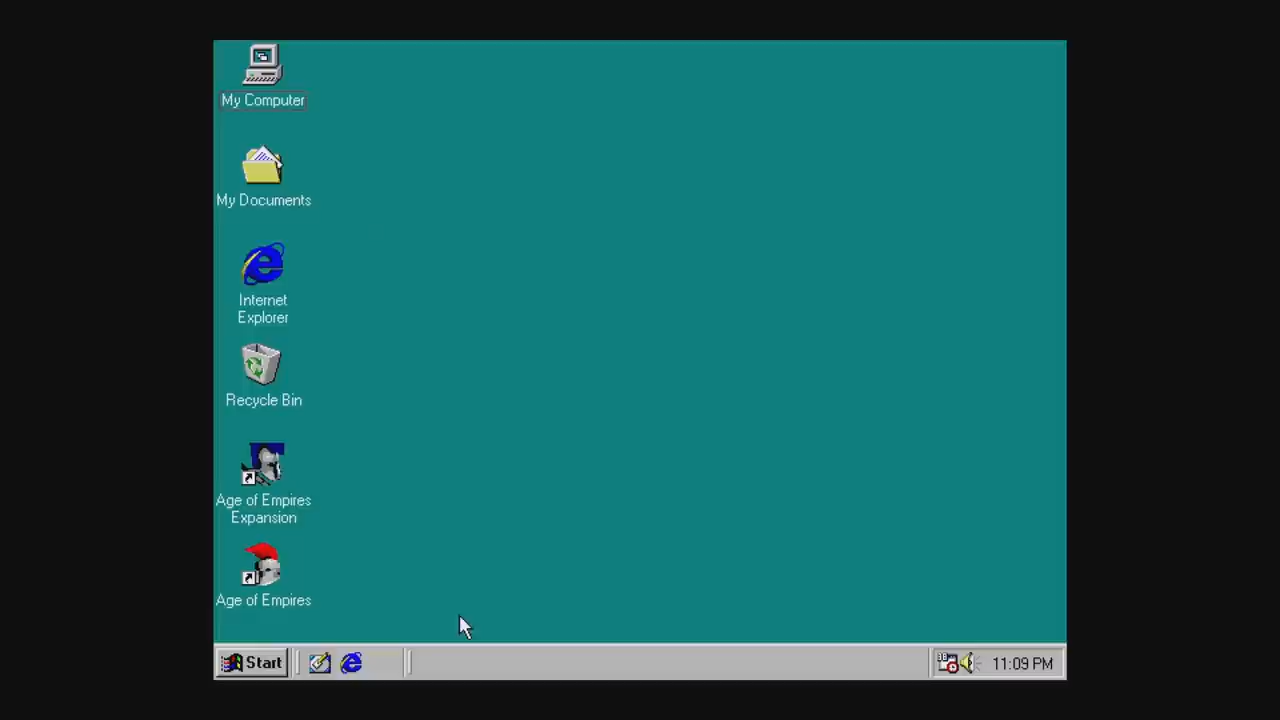 My Computer
My Documents
Internet
Explorer
Recycle Bin
Age of Empires
Expansion
Age of Empires
Start
11:09 PM